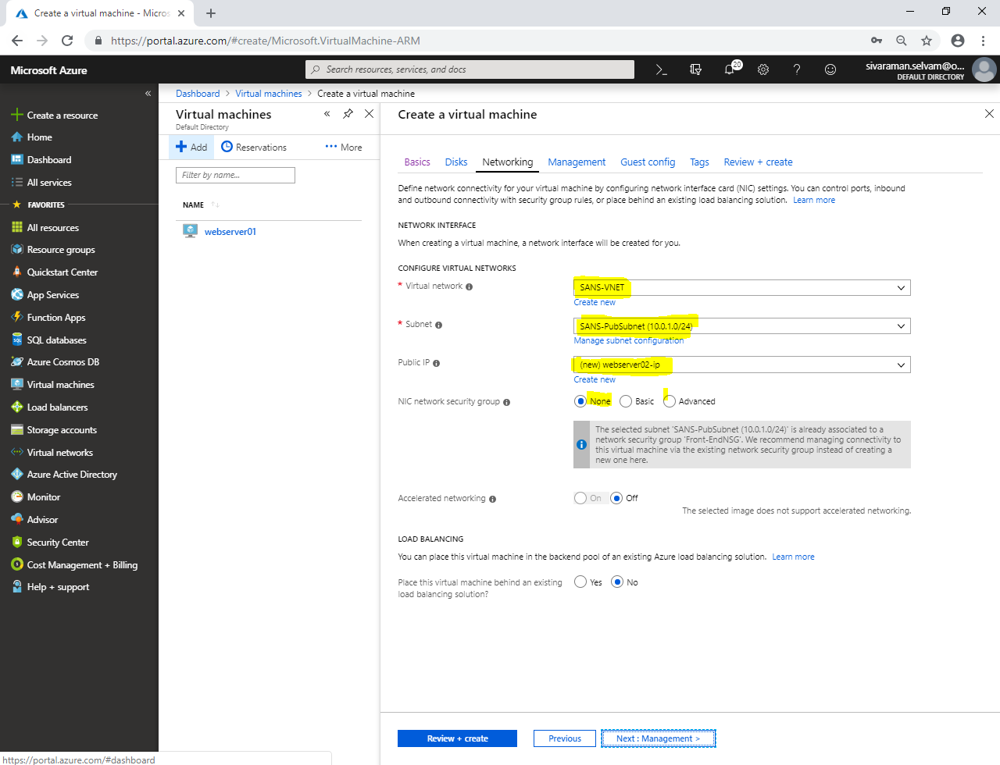 Create a virtual machine - Micros
https://portal.azure.com/#create/Microsoft.VirtualMachine-ARM
Microsoft Azure
Search resources, services, and docs
20
sivaraman.selvam@o...
DEFAULT DIRECTORY
Create a resource
Home
Dashboard
All services
FAVORITES
All resources
Resource groups
Quickstart Center
App Services
Function Apps
SQL databases
Azure Cosmos DB
Virtual machines
Load balancers
Storage accounts
Virtual networks
Azure Active Directory
Monitor
Advisor
Security Center
Cost Management + Billing
Help + support
Dashboard > Virtual machines > Create a virtual machine
Virtual machines
Default Directory
Add
Reservations
More
Filter by name...
NAME
webserver01
Create a virtual machine
Basics Disks Networking Management Guest config Tags Review + create
Define network connectivity for your virtual machine by configuring network interface card (NIC) settings. You can control ports, inbound
and outbound connectivity with security group rules, or place behind an existing load balancing solution. Learn more
NETWORK INTERFACE
When creating a virtual machine, a network interface will be created for you.
CONFIGURE VIRTUAL NETWORKS
* Virtual network
SANS-VNET
Create new
* Subnet
SANS-PubSubnet (10.0.1.0/24)
Manage subnet configuration
Public IP
(new) webserver02-ip
Create new
NIC network security group
None Basic Advanced
The selected subnet 'SANS-PubSubnet (10.0.1.0/24)' is already associated to a
network security group 'Front-EndNSG'. We recommend managing connectivity to
this virtual machine via the existing network security group instead of creating a
new one here.
Accelerated networking
On Off
The selected image does not support accelerated networking.
LOAD BALANCING
You can place this virtual machine in the backend pool of an existing Azure load balancing solution. Learn more
Place this virtual machine behind an existing
load balancing solution?
Yes No
Review + create
Previous
Next : Management >
https://portal.azure.com/#dashboard